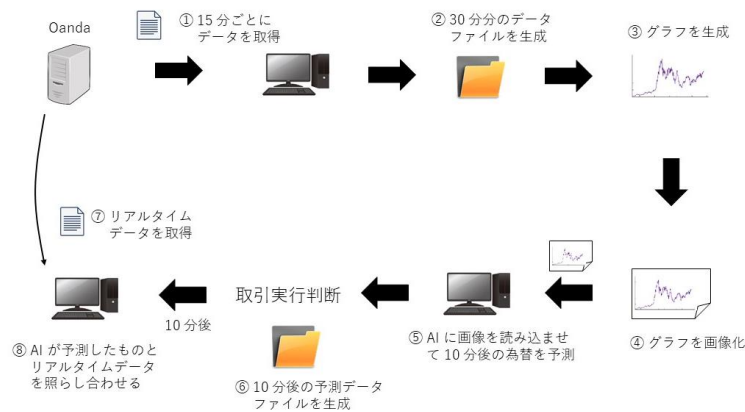 Oanda
① 15 分ごとに
データを取得
② 30 分分のデータ
ファイルを生成
③ グラフを生成
④ グラフを画像化
⑤ AI に画像を読み込ませ
て 10 分後の為替を予測
取引実行判断
⑥ 10 分後の予測データ
ファイルを生成
10 分後
⑦ リアルタイム
データを取得
⑧ AI が予測したものと
リアルタイムデータ
を照らし合わせる